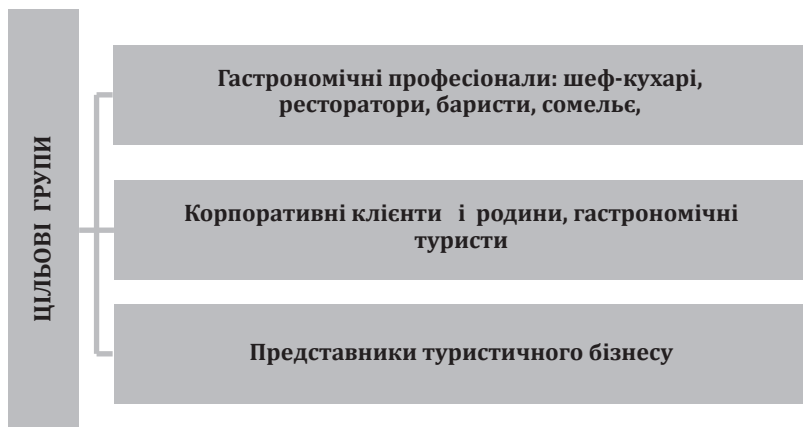 ЦІЛЬОВІ ГРУПИ
Гастрономічні професіонали: шеф-кухарі,
ресторатори, баристи, сомельє,
Корпоративні клієнти і родини, гастрономічні
туристи
Представники туристичного бізнесу